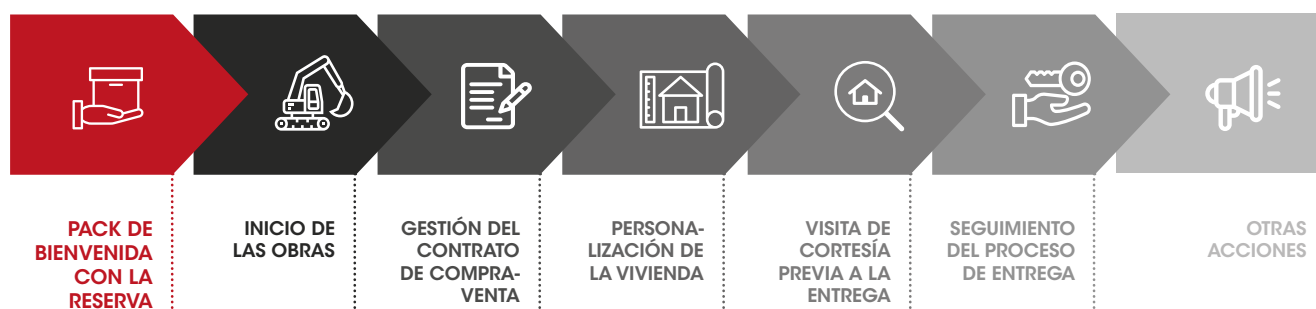 PACK DE
BIENVENIDA
CON LA
RESERVA
INICIO DE
LAS OBRAS
GESTIÓN DEL
CONTRATO
DE COMPRA-
VENTA
PERSONA-
LIZACIÓN DE
LA VIVIENDA
VISITA DE
CORTESÍA
PREVIA A LA
ENTREGA
SEGUIMIENTO
DEL PROCESO
DE ENTREGA
OTRAS
ACCIONES